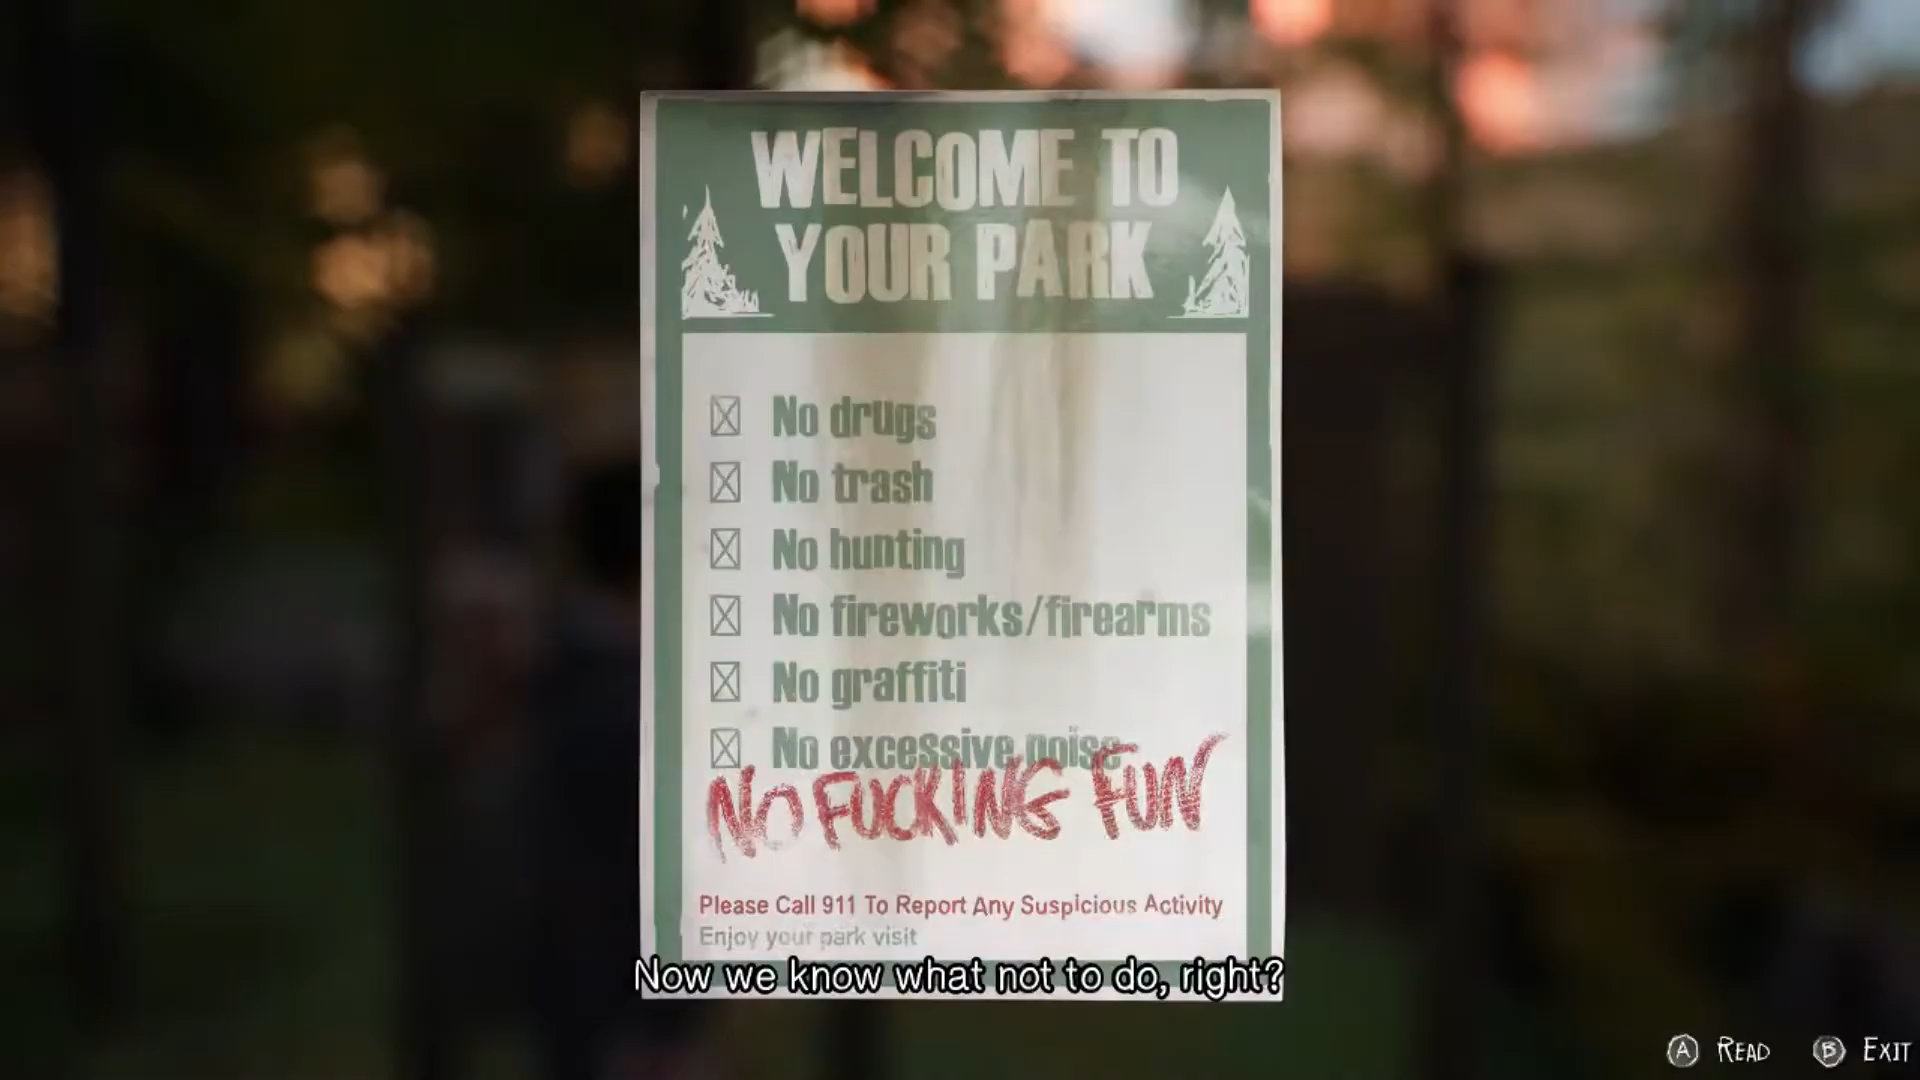 WELCOME TO
YOUR PARK
No drugs
No trash
No hunting
No fireworks/firearms
No graffiti
No excessive noise
NO FUCKING FUN
Please Call 911 To Report Any Suspicious Activity
Enjoy your park visit
Now we know what not to do, right?
A READ B EXIT